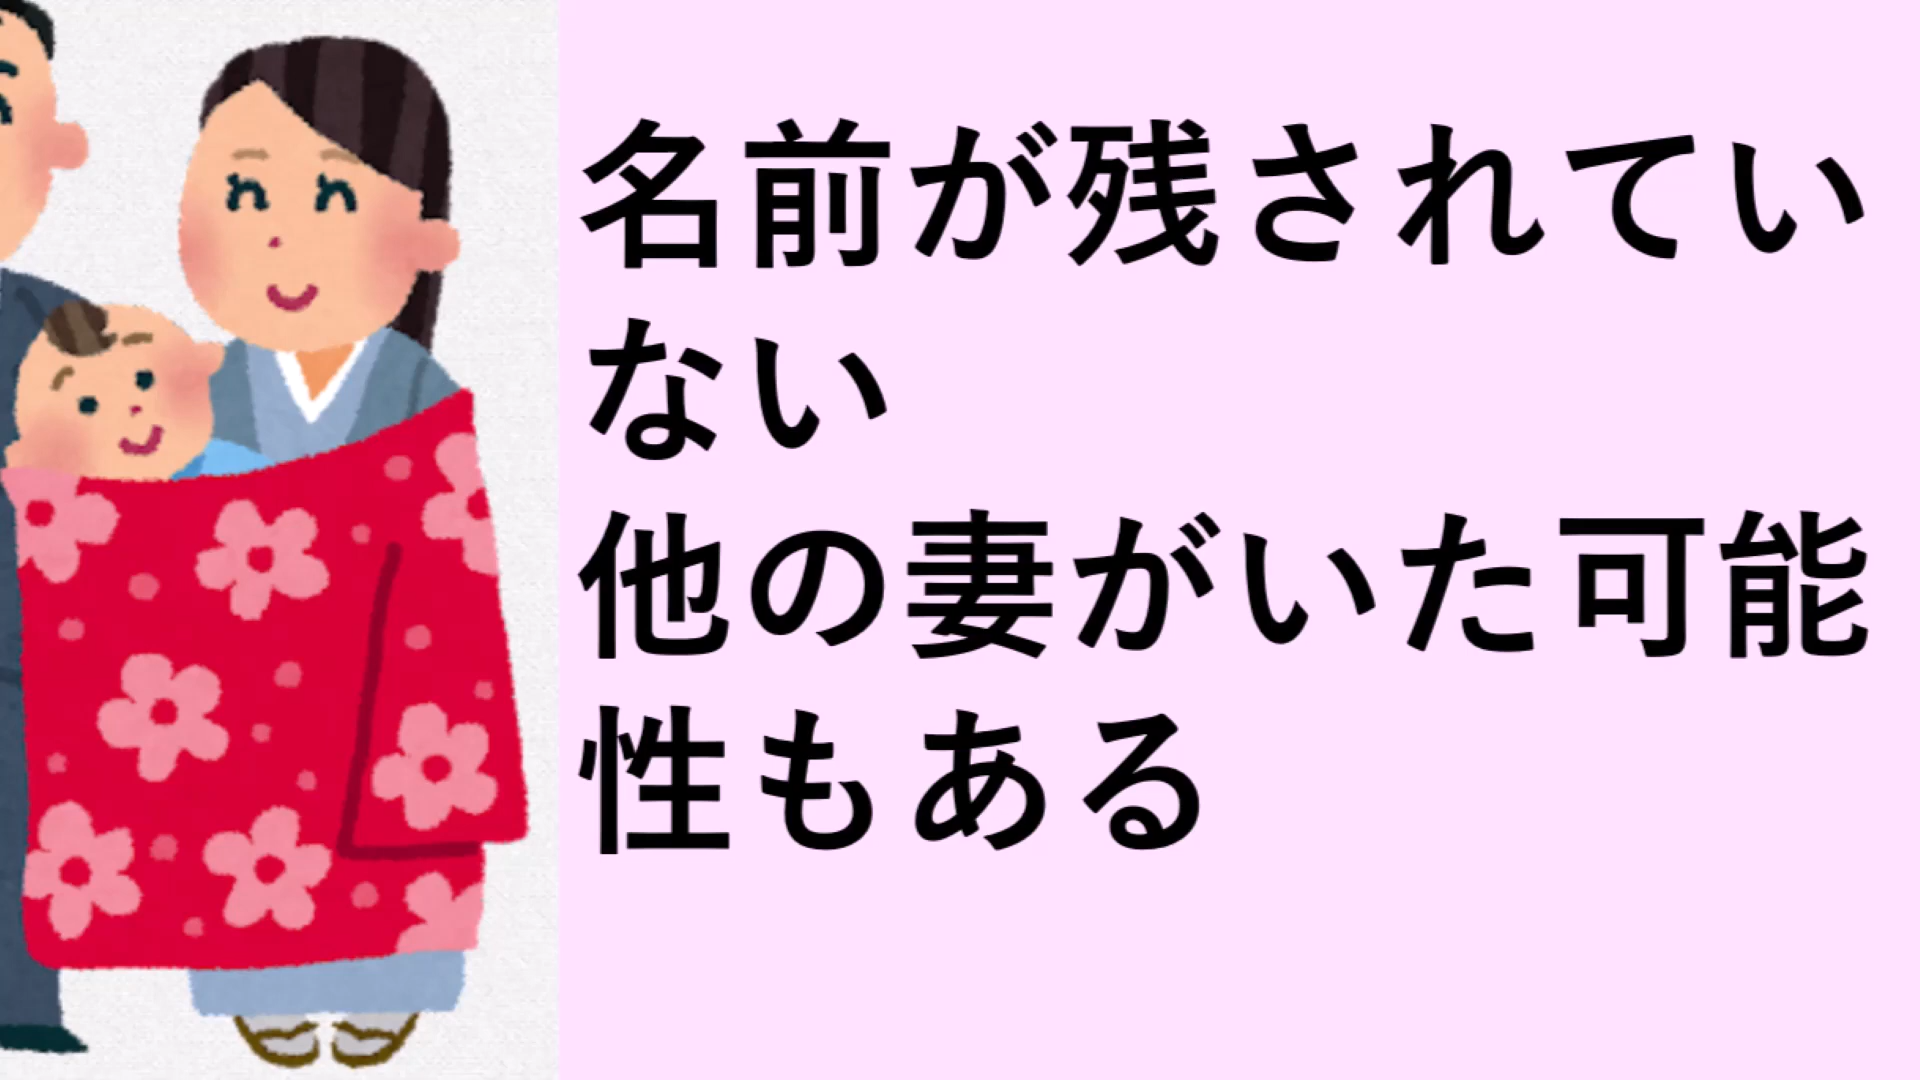 名前が残されてい
ない
他の妻がいた可能
性もある